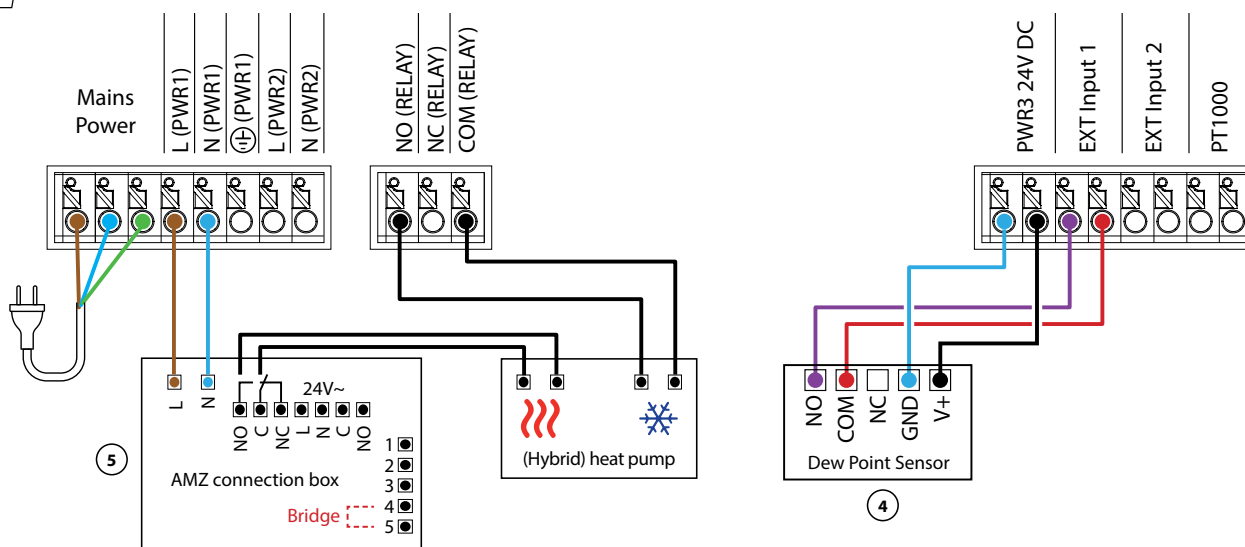 Mains
Power
L (PWR1)
N (PWR1)
(PWR1)
L (PWR2)
N (PWR2)
NO (RELAY)
NC (RELAY)
COM (RELAY)
PWR3 24V DC
EXT Input 1
EXT Input 2
PT1000
L
N
24V~
NO
C
NC
L
N
C
NO
1
2
3
4
5
AMZ connection box
Bridge
5
(Hybrid) heat pump
NO
COM
NC
GND
V+
Dew Point Sensor
4